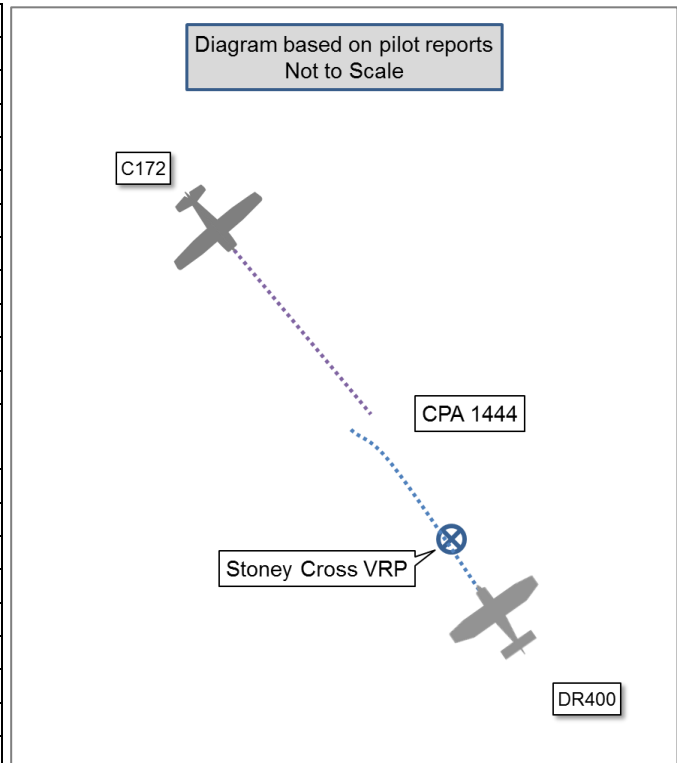 Diagram based on pilot reports
Not to Scale
C172
CPA 1444
Stoney Cross VRP
DR400